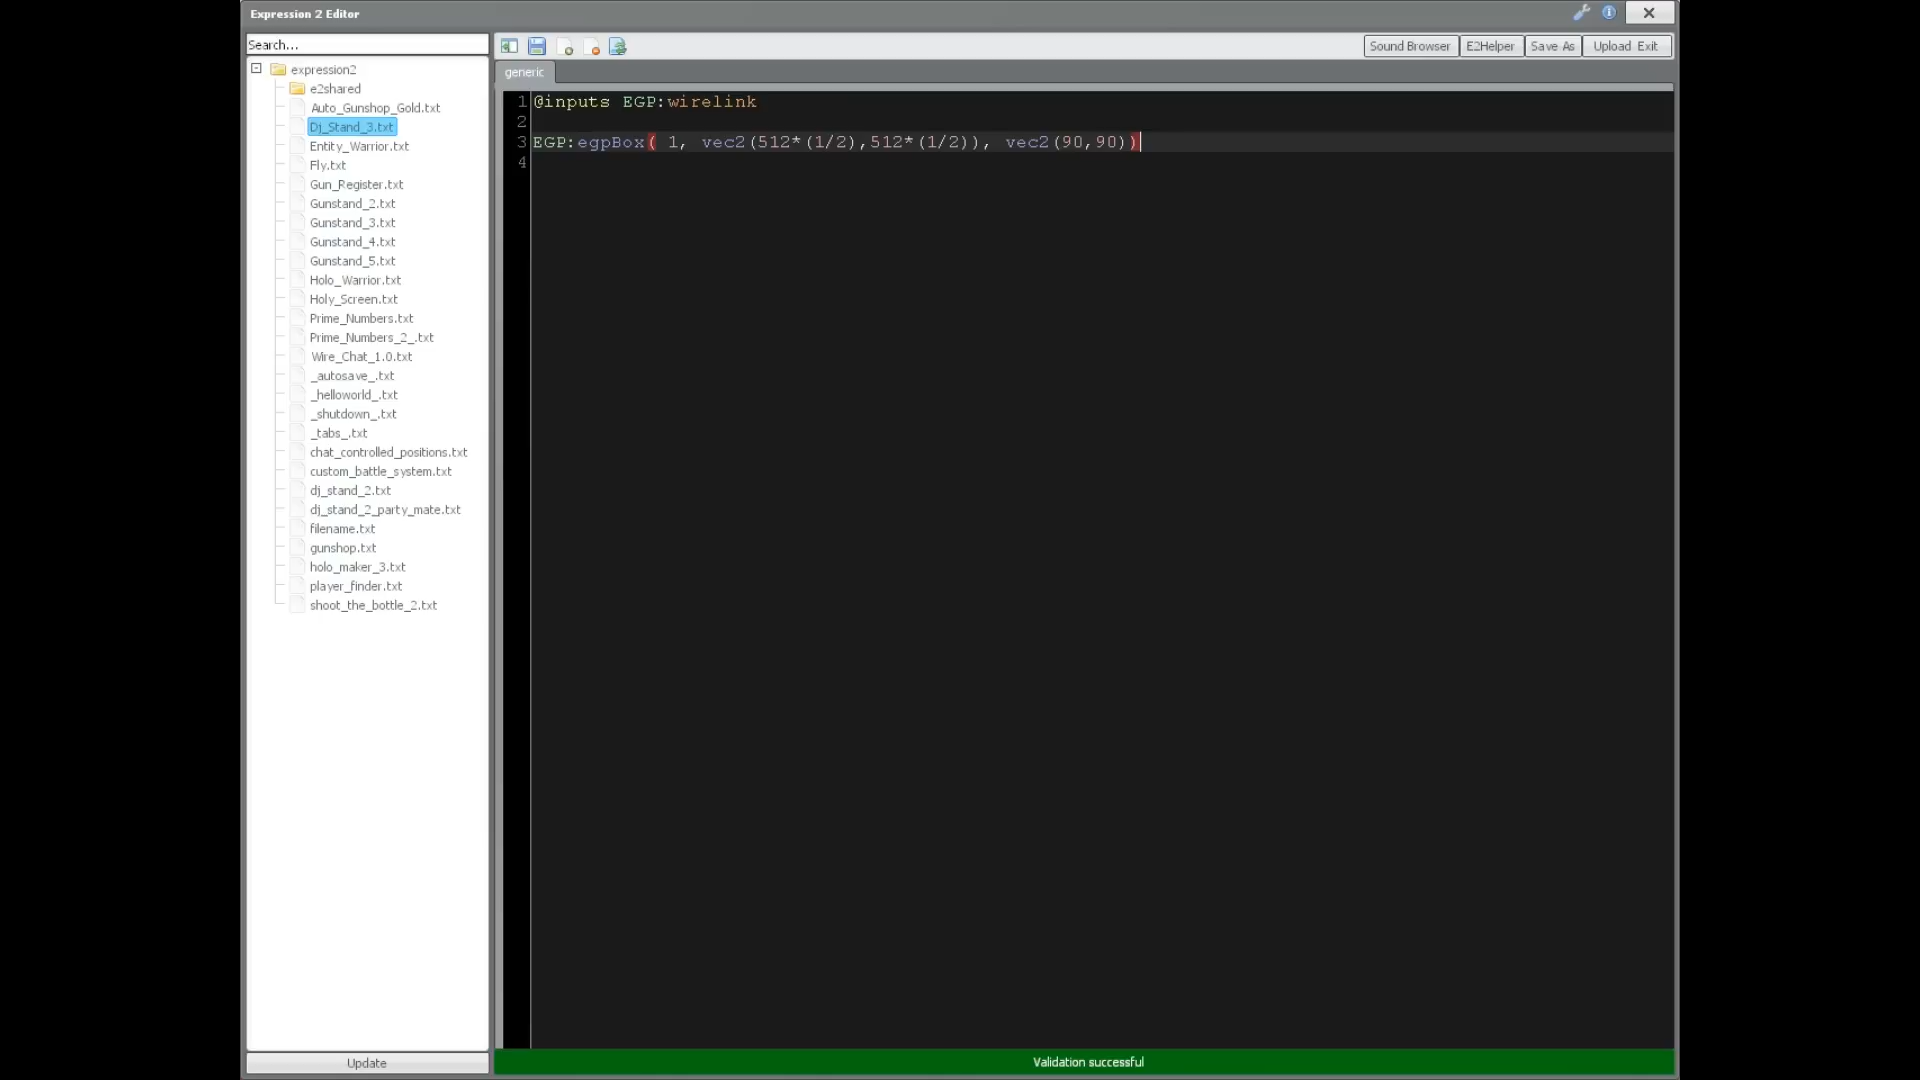 Expression 2 Editor
Search...
Sound Browser E2Helper Save As Upload Exit
generic
expression2
e2shared
Auto_Gunshop_Gold.txt
Dj_Stand_3.txt
Entity_Warrior.txt
Fly.txt
Gun_Register.txt
Gunstand_2.txt
Gunstand_3.txt
Gunstand_4.txt
Gunstand_5.txt
Holo_Warrior.txt
Holy_Screen.txt
Prime_Numbers.txt
Prime_Numbers_2_.txt
Wire_Chat_1.0.txt
_autosave_.txt
_helloworld_.txt
_shutdown_.txt
_tabs_.txt
chat_controlled_positions.txt
custom_battle_system.txt
dj_stand_2.txt
dj_stand_2_party_mate.txt
filename.txt
gunshop.txt
holo_maker_3.txt
player_finder.txt
shoot_the_bottle_2.txt
Update
1 @inputs EGP:wirelink
2
3 EGP:egpBox( 1, vec2(512*(1/2),512*(1/2)), vec2(90,90))
4
Validation successful